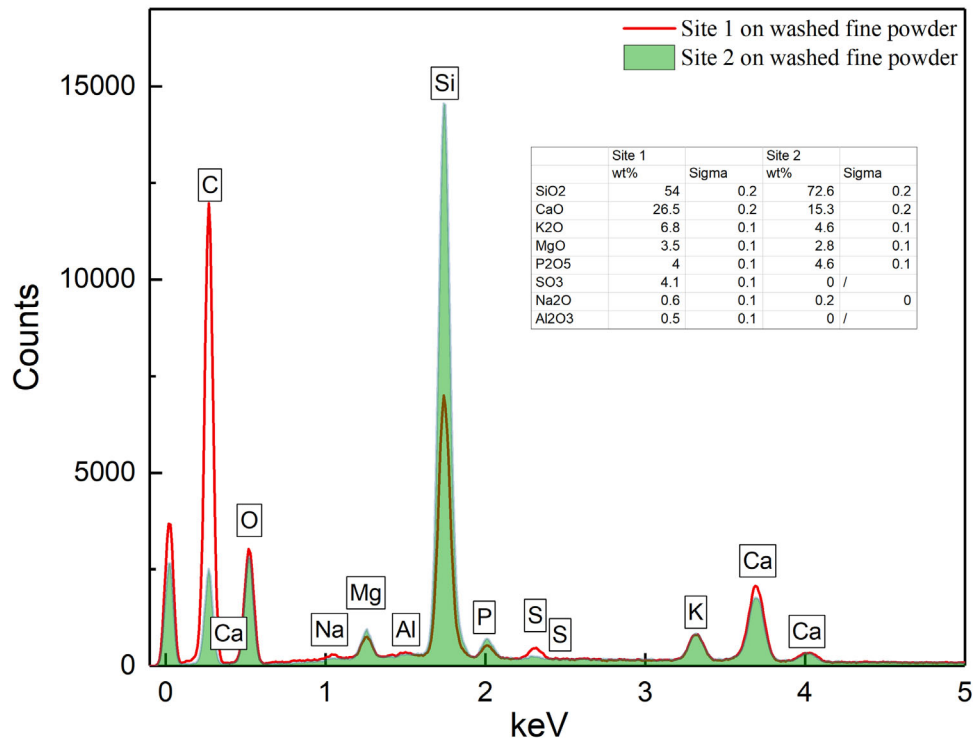 Site 1 on washed fine powder
Site 2 on washed fine powder
15000
10000
5000
0
Counts
C
Ca
O
Na
Mg
Al
Si
P
S
S
K
Ca
Ca
Site 1 Site 2
wt% Sigma wt% Sigma
SiO2 54 0.2 72.6 0.2
CaO 26.5 0.2 15.3 0.2
K2O 6.8 0.1 4.6 0.1
MgO 3.5 0.1 2.8 0.1
P2O5 4 0.1 4.6 0.1
SO3 4.1 0.1 0 /
Na2O 0.6 0.1 0.2 0
Al2O3 0.5 0.1 0 /
0 1 2 3 4 5
keV